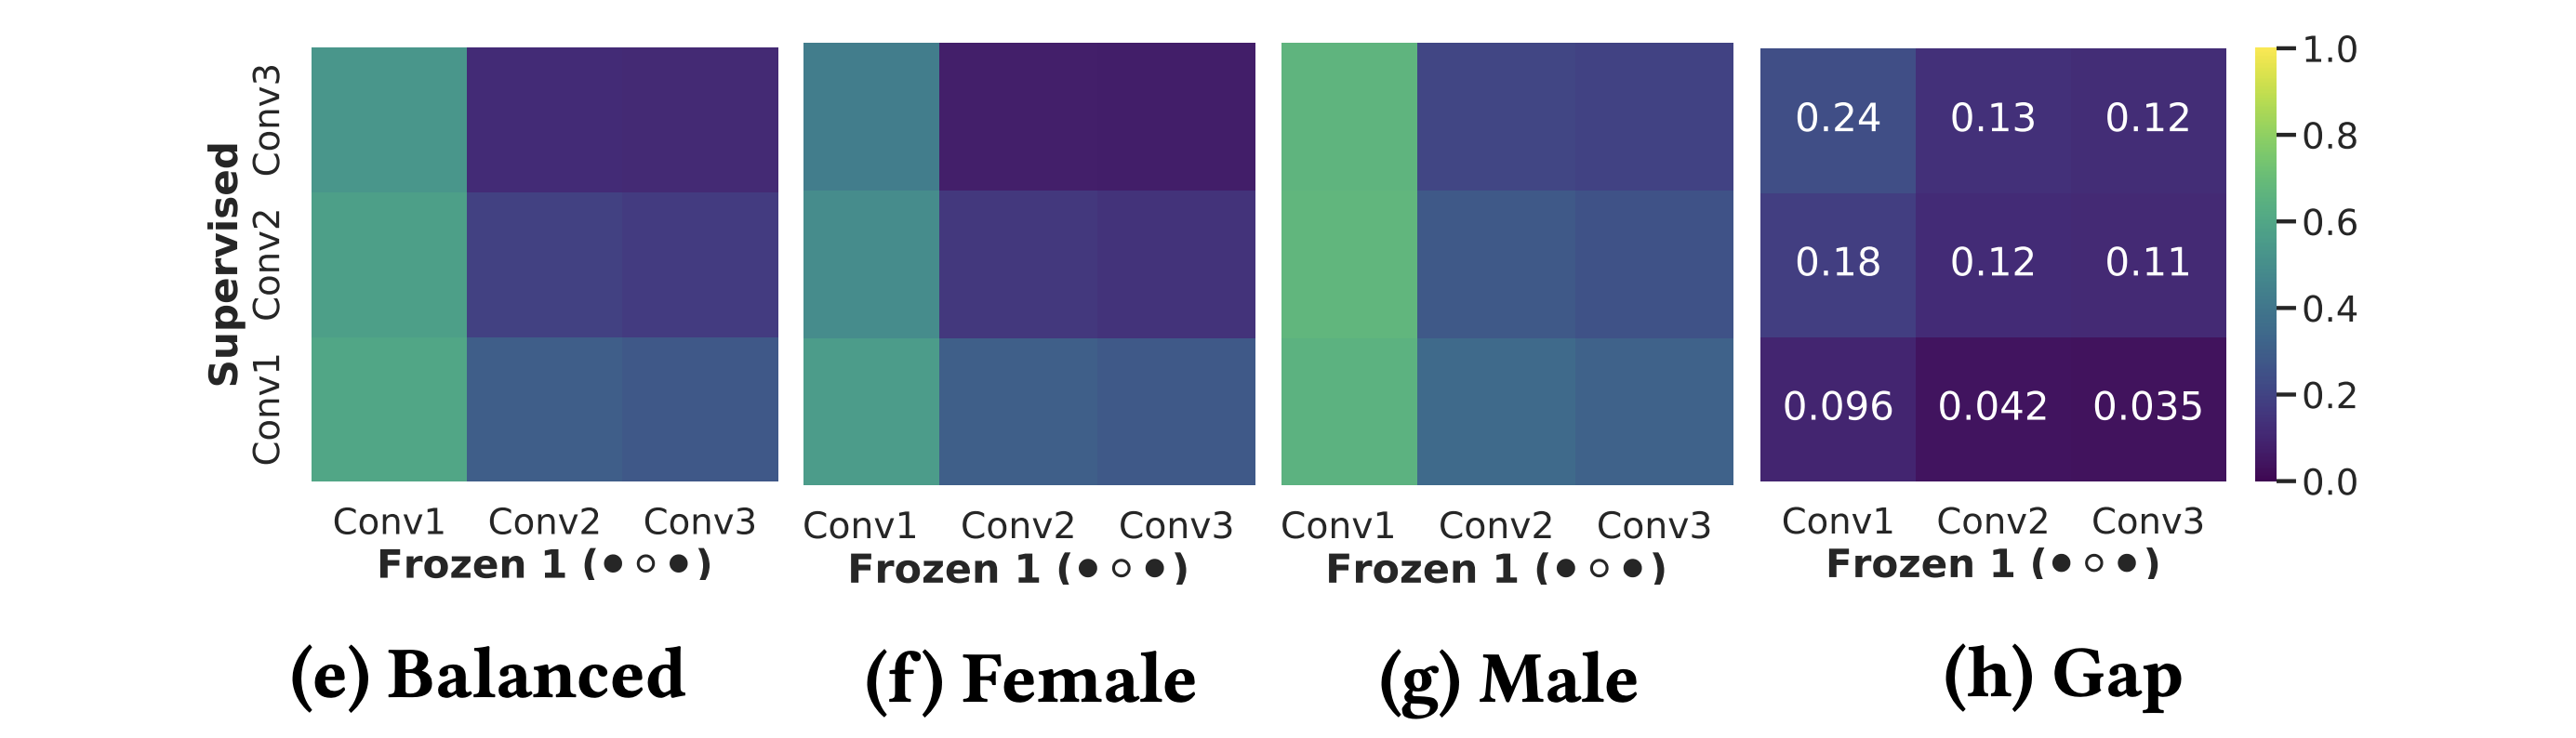 Supervised
Conv3
Conv2
Conv1
Conv1 Conv2 Conv3
Frozen 1 (● ○ ●)
(e) Balanced
Conv1 Conv2 Conv3
Frozen 1 (● ○ ●)
(f) Female
Conv1 Conv2 Conv3
Frozen 1 (● ○ ●)
(g) Male
0.24 0.13 0.12
0.18 0.12 0.11
0.096 0.042 0.035
Conv1 Conv2 Conv3
Frozen 1 (● ○ ●)
(h) Gap
1.0
0.8
0.6
0.4
0.2
0.0